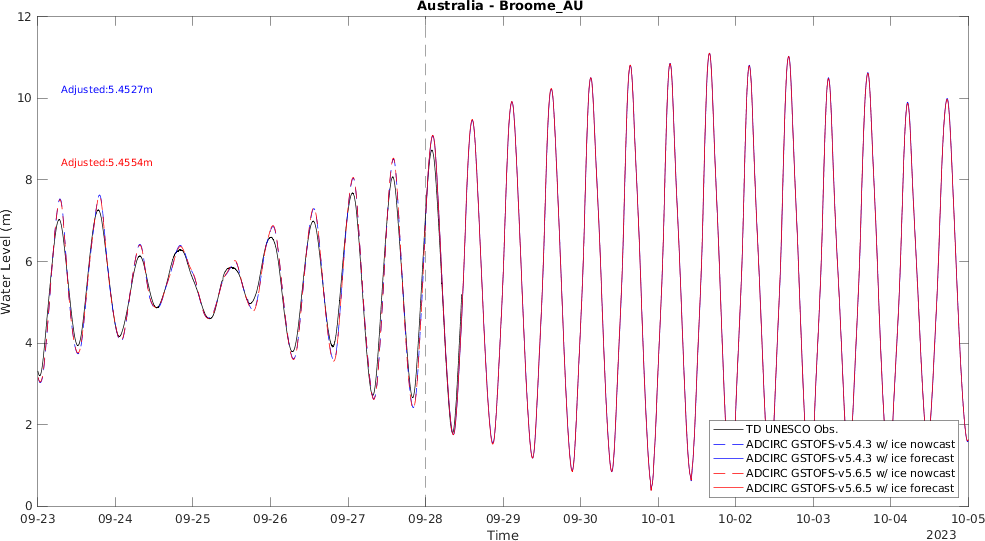 Australia - Broome_AU
12
10
8
6
4
2
0
Water Level (m)
Adjusted:5.4527m
Adjusted:5.4554m
TD UNESCO Obs.
ADCIRC GSTOFS-v5.4.3 w/ ice nowcast
ADCIRC GSTOFS-v5.4.3 w/ ice forecast
ADCIRC GSTOFS-v5.6.5 w/ ice nowcast
ADCIRC GSTOFS-v5.6.5 w/ ice forecast
09-23 09-24 09-25 09-26 09-27 09-28 09-29 09-30 10-01 10-02 10-03 10-04 10-05
Time
2023